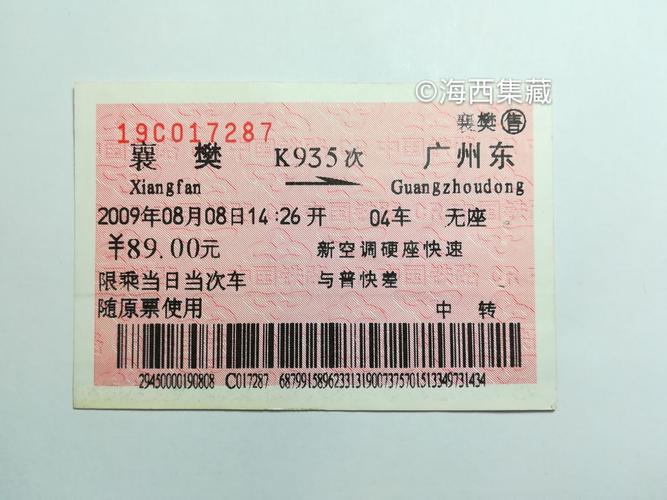 ©海西集藏
19C017287 襄樊售
襄 樊 K935次 广州东
Xiangfan Guangzhoudong
2009年08月08日14:26开 04车 无座
¥89.00元 新空调硬座快速
限乘当日当次车 与普快差
随原票使用 中 转
29450000190808 C017287 687991589623313190073757015133497314​34